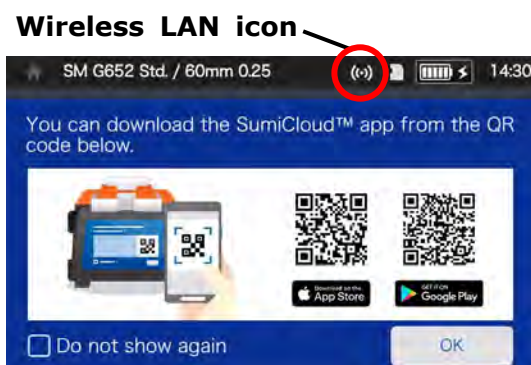 Wireless LAN icon
SM G652 Std. / 60mm 0.25 14:30
You can download the SumiCloud™ app from the QR
code below.
Download on the
App Store
GET IT ON
Google Play
Do not show again
OK